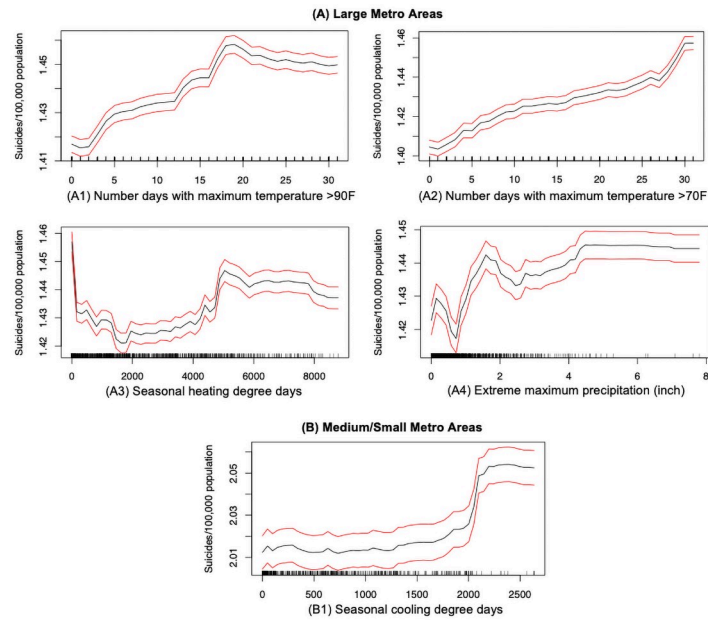 (A) Large Metro Areas
Suicides/100,000 population
1.41 1.43 1.45
0 5 10 15 20 25 30
(A1) Number days with maximum temperature >90F
Suicides/100,000 population
1.40 1.42 1.44 1.46
0 5 10 15 20 25 30
(A2) Number days with maximum temperature >70F
Suicides/100,000 population
1.42 1.43 1.44 1.45 1.46
0 2000 4000 6000 8000
(A3) Seasonal heating degree days
Suicides/100,000 population
1.42 1.43 1.44 1.45
0 2 4 6 8
(A4) Extreme maximum precipitation (inch)
(B) Medium/Small Metro Areas
Suicides/100,000 population
2.01 2.03 2.05
0 500 1000 1500 2000 2500
(B1) Seasonal cooling degree days